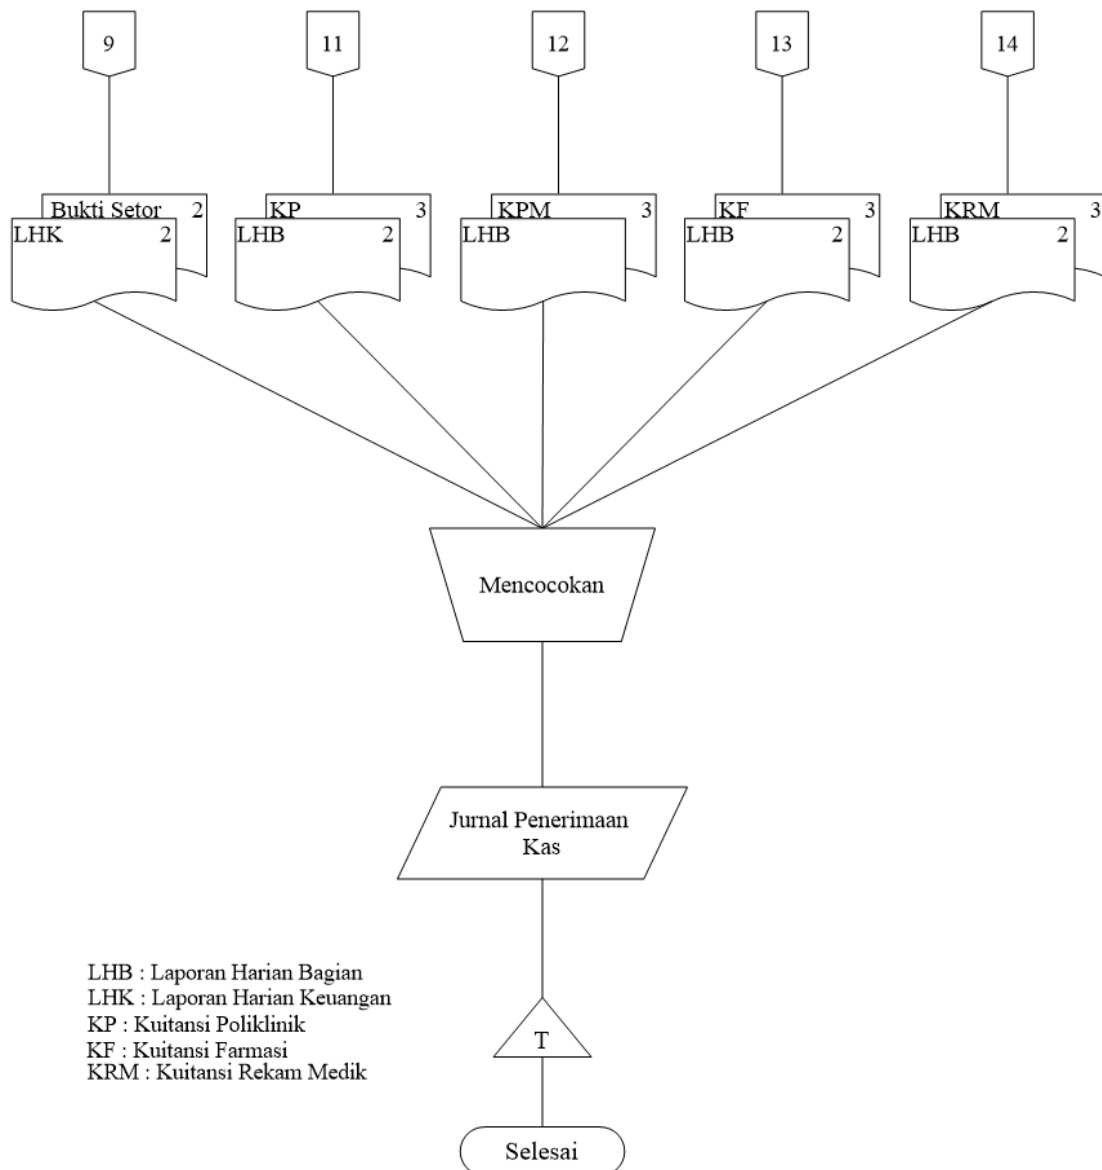 9 11 12 13 14
Bukti Setor 2 KP 3 KPM 3 KF 3 KRM 3
LHK 2 LHB 2 LHB LHB 2 LHB 2
Mencocokan
Jurnal Penerimaan
Kas
LHB : Laporan Harian Bagian
LHK : Laporan Harian Keuangan
KP : Kuitansi Poliklinik
KF : Kuitansi Farmasi
KRM : Kuitansi Rekam Medik
T
Selesai